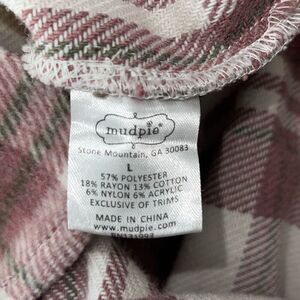 mudpie
Stone Mountain, GA 30083
L
57% POLYESTER
18% RAYON 13% COTTON
6% NYLON 6% ACRYLIC
EXCLUSIVE OF TRIMS
MADE IN CHINA
www.mudpie.com